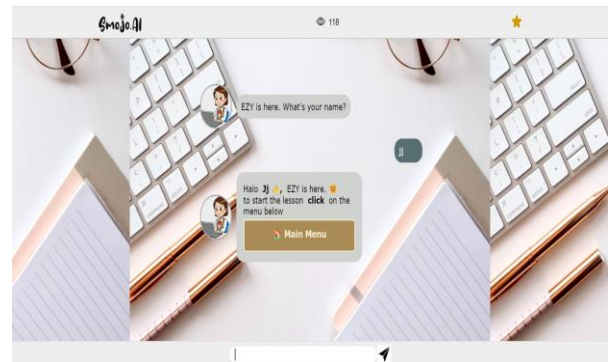 Smojo.AI
118
EZY is here. What's your name?
jj
Halo Jj 👍, EZY is here. 🌞
to start the lesson click on the
menu below
🏠 Main Menu